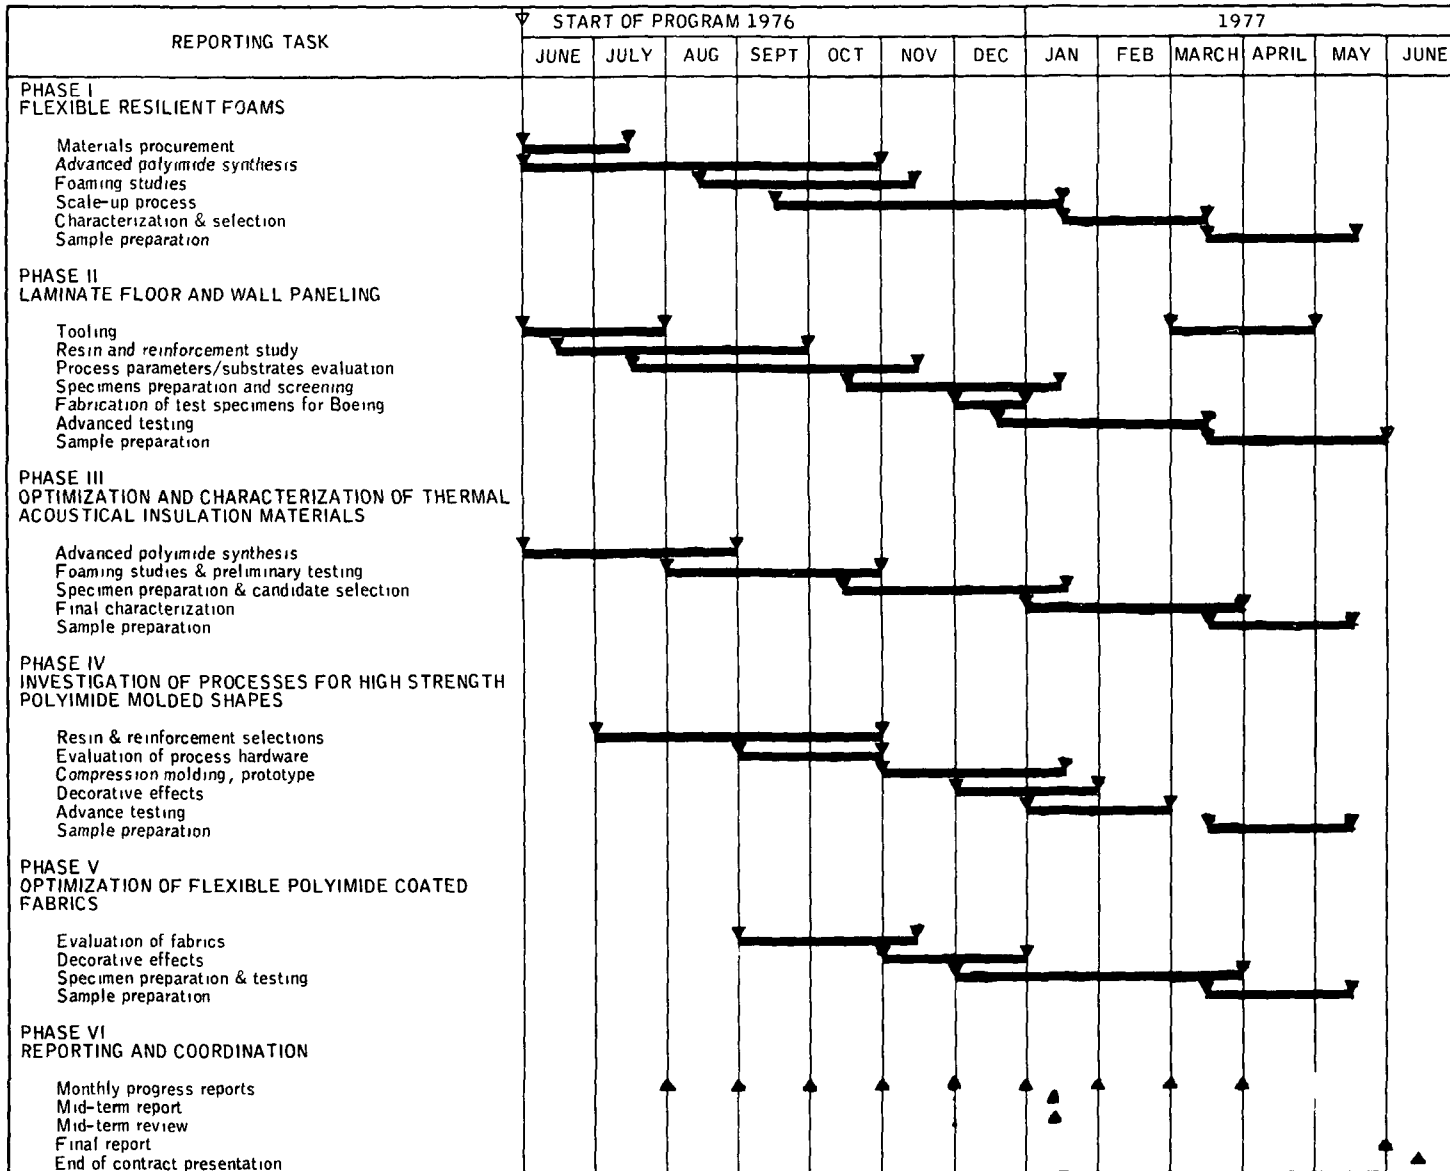 START OF PROGRAM 1976
1977
REPORTING TASK
JUNE JULY AUG SEPT OCT NOV DEC JAN FEB MARCH APRIL MAY JUNE
PHASE I
FLEXIBLE RESILIENT FOAMS
Materials procurement
Advanced polyimide synthesis
Foaming studies
Scale-up process
Characterization & selection
Sample preparation
PHASE II
LAMINATE FLOOR AND WALL PANELING
Tooling
Resin and reinforcement study
Process parameters/substrates evaluation
Specimens preparation and screening
Fabrication of test specimens for Boeing
Advanced testing
Sample preparation
PHASE III
OPTIMIZATION AND CHARACTERIZATION OF THERMAL
ACOUSTICAL INSULATION MATERIALS
Advanced polyimide synthesis
Foaming studies & preliminary testing
Specimen preparation & candidate selection
Final characterization
Sample preparation
PHASE IV
INVESTIGATION OF PROCESSES FOR HIGH STRENGTH
POLYIMIDE MOLDED SHAPES
Resin & reinforcement selections
Evaluation of process hardware
Compression molding, prototype
Decorative effects
Advance testing
Sample preparation
PHASE V
OPTIMIZATION OF FLEXIBLE POLYIMIDE COATED
FABRICS
Evaluation of fabrics
Decorative effects
Specimen preparation & testing
Sample preparation
PHASE VI
REPORTING AND COORDINATION
Monthly progress reports
Mid-term report
Mid-term review
Final report
End of contract presentation